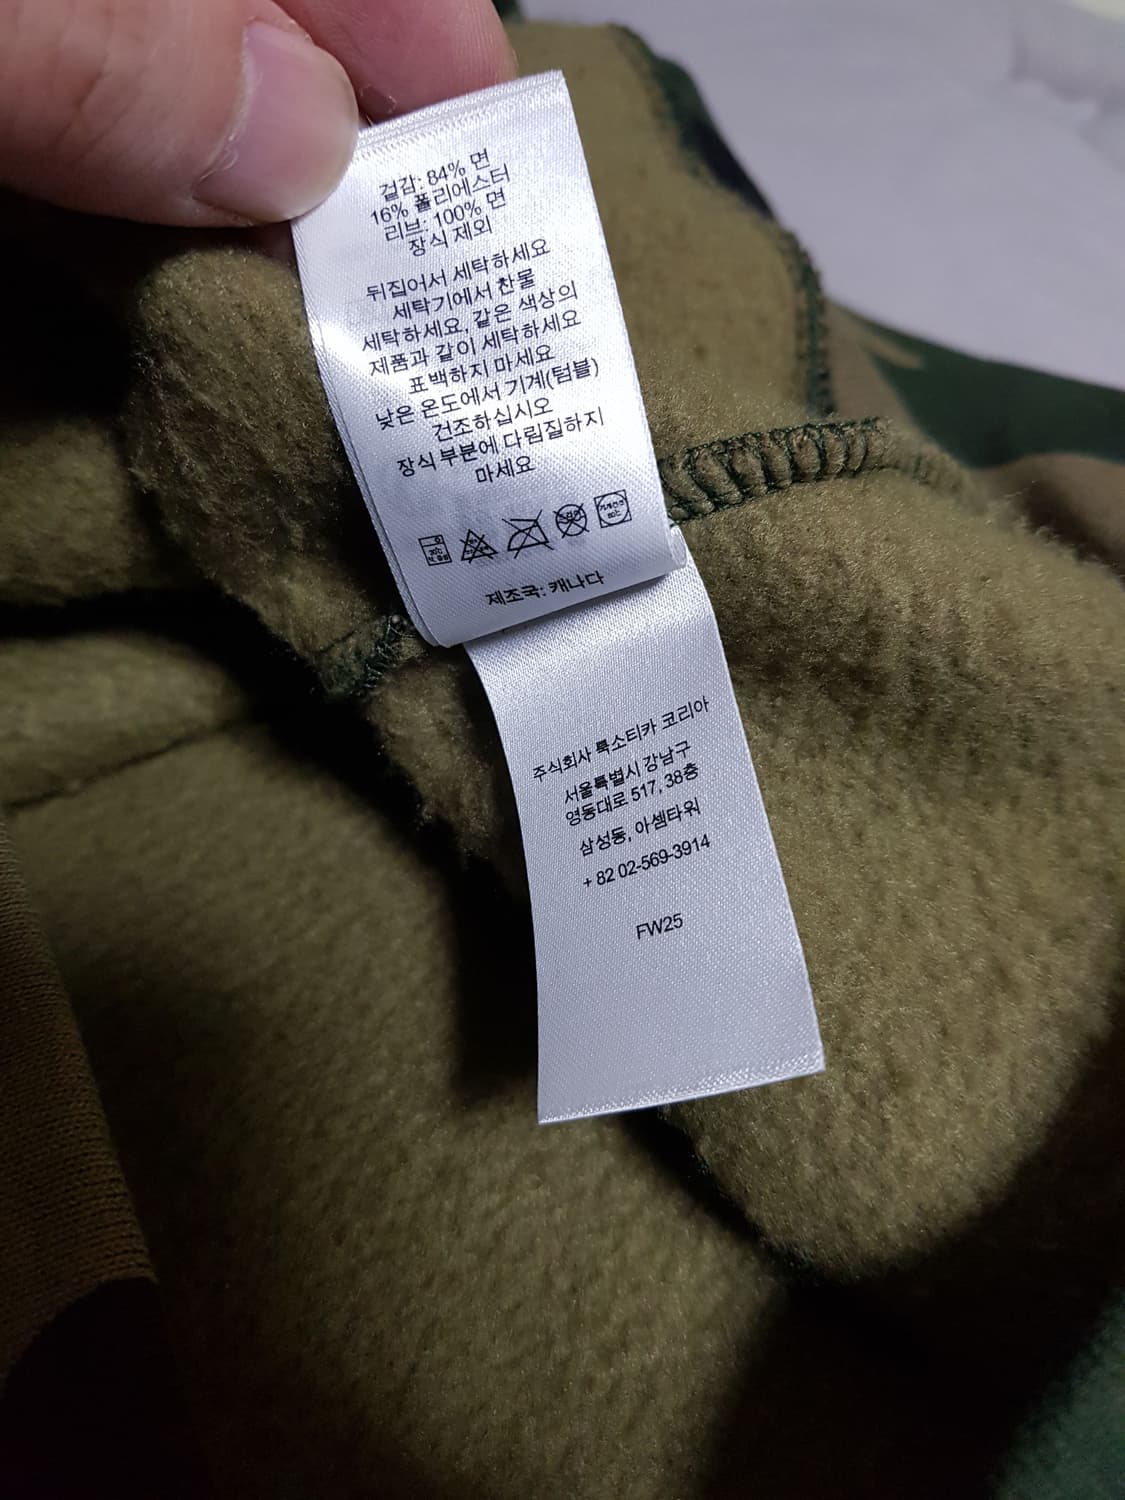 겉감: 84% 면
16% 폴리에스터
리브: 100% 면
장식 제외
뒤집어서 세탁하세요
세탁기에서 찬물
세탁하세요, 같은 색상의
제품과 같이 세탁하세요
표백하지 마세요
낮은 온도에서 기계(텀블)
건조하십시오
장식 부분에 다림질하지
마세요
제조국: 캐나다
주식회사 룩소티카 코리아
서울특별시 강남구
영동대로 517, 38층
삼성동, 아셈타워
+ 82 02-569-3914
FW25